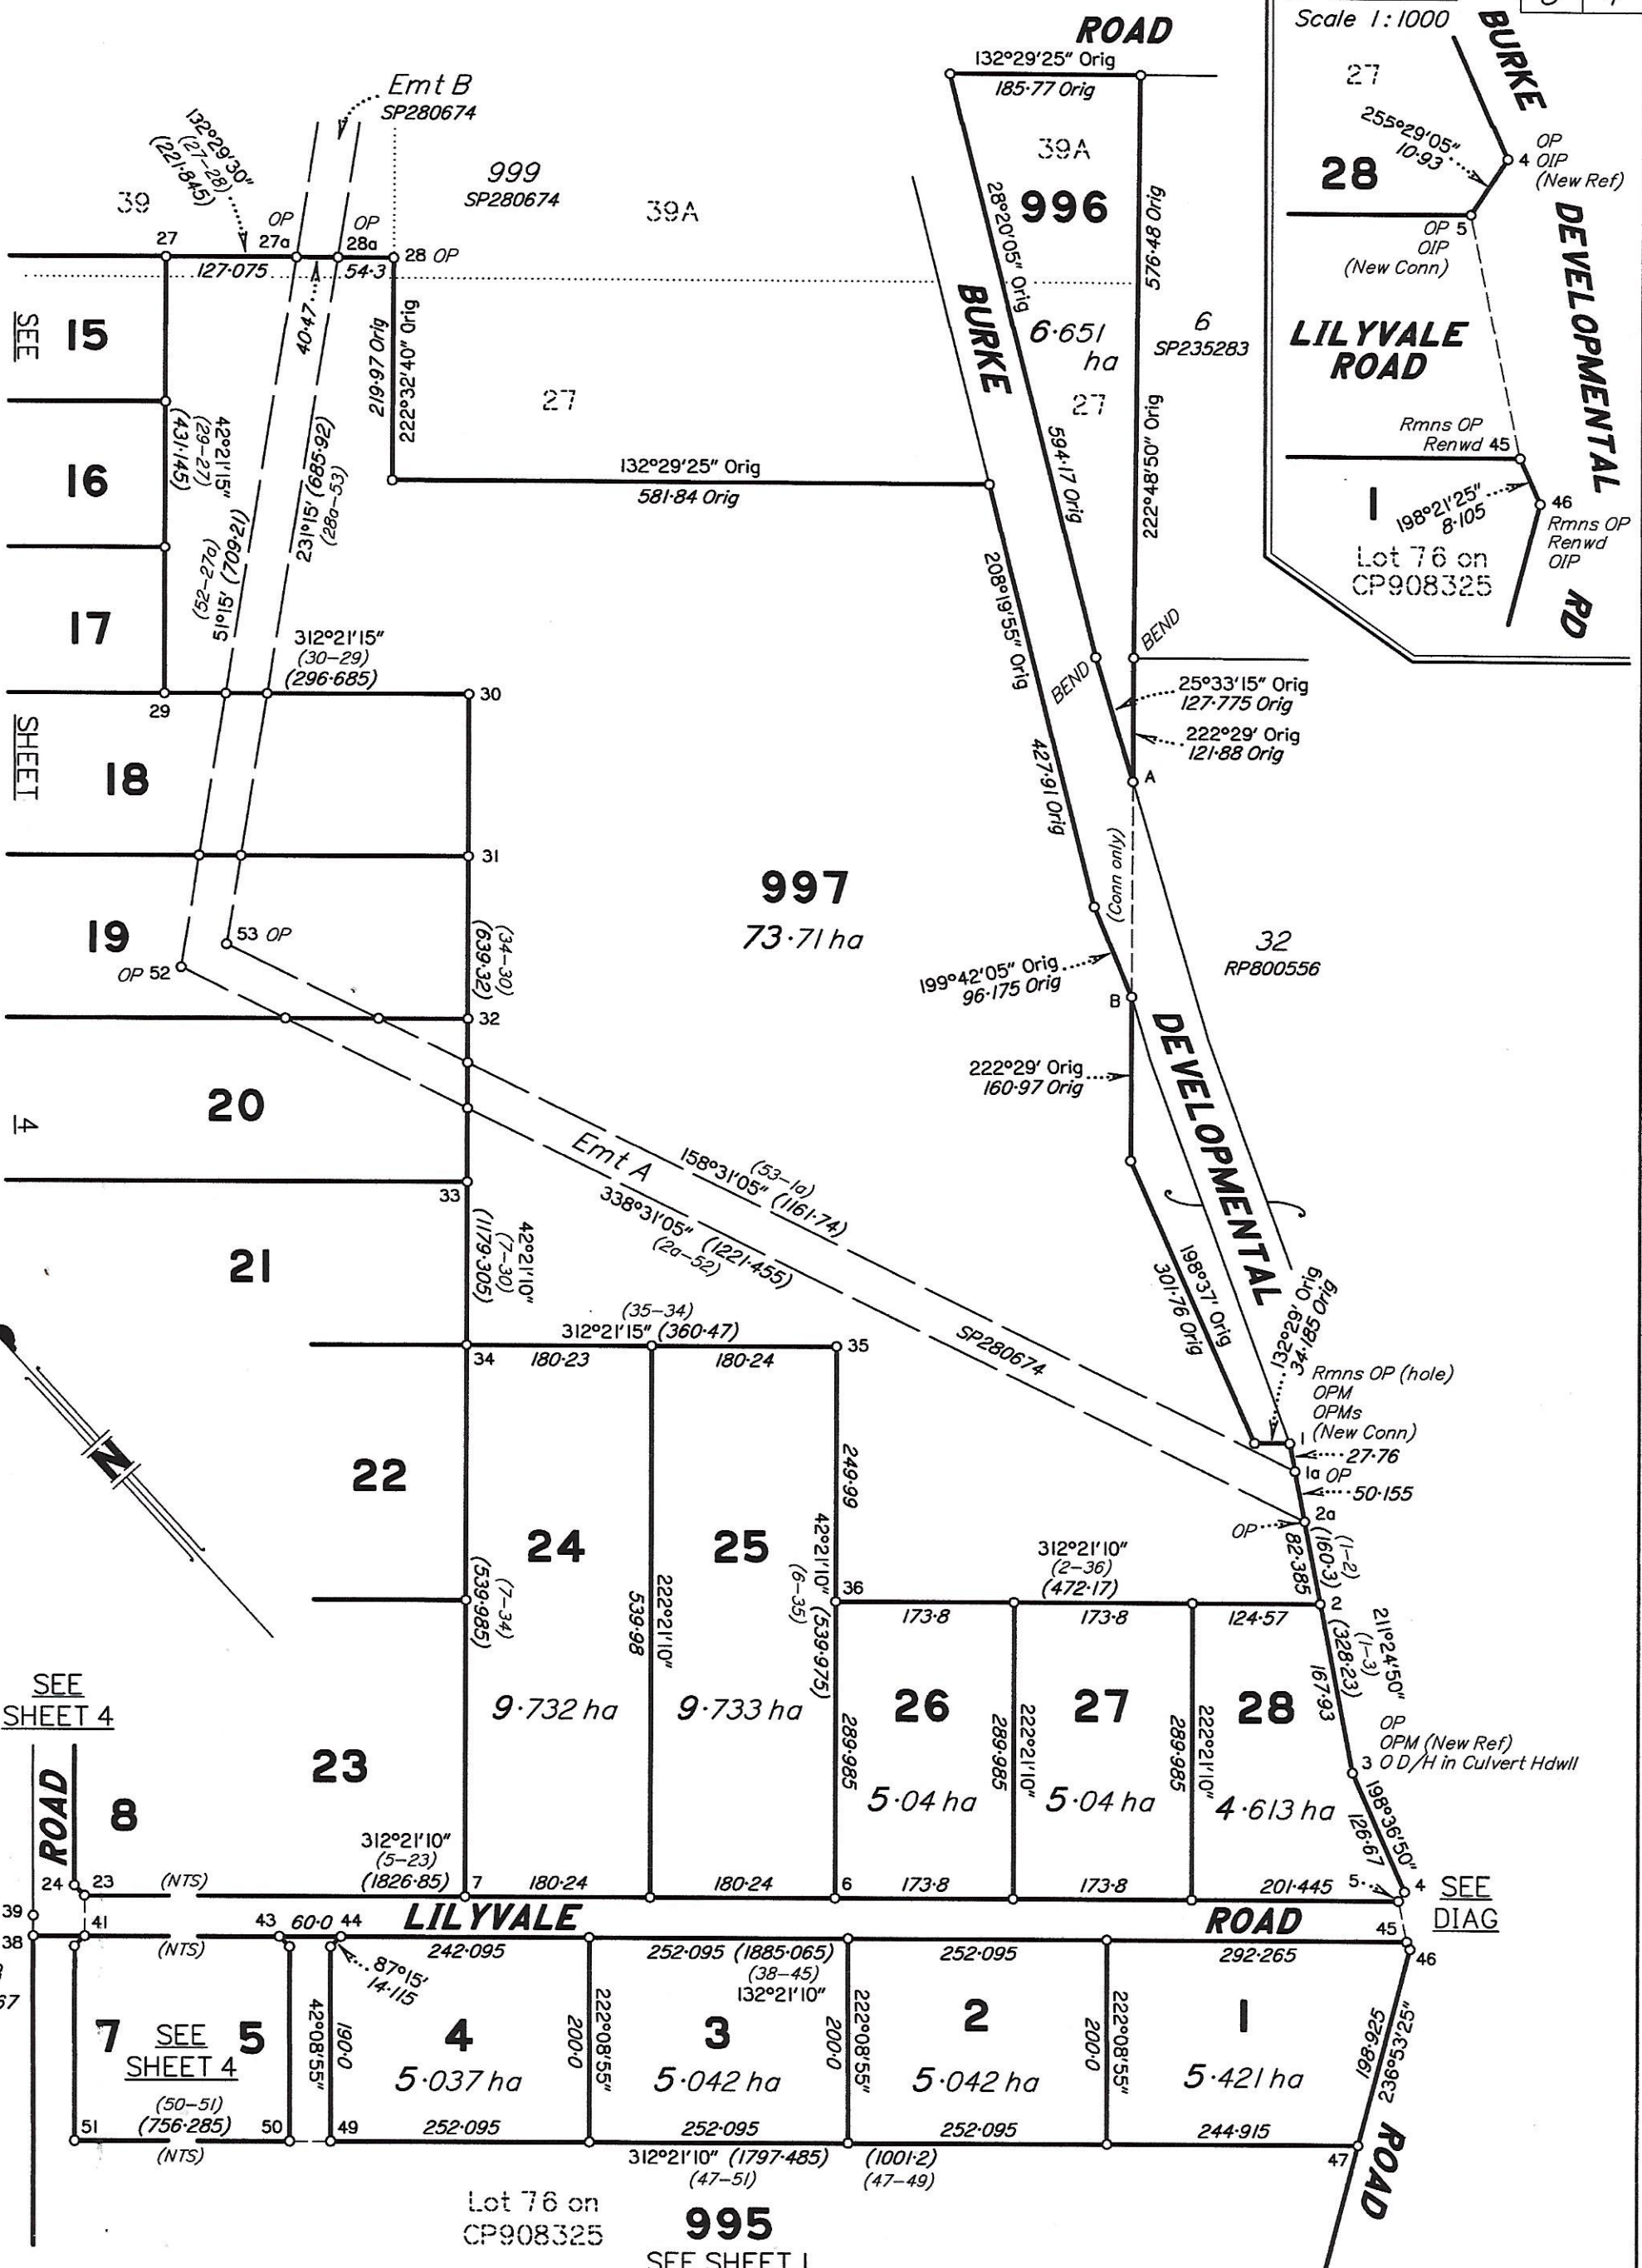 ROAD
132°29'25" Orig
185·77 Orig
Emt B
SP280674
132°29'30"
(27-28)
(221·845)
39
999
SP280674
39A
39A
996
28°20'05" Orig
576·48 Orig
OP
27
27a
OP
28a
28 OP
127·075
54·3
40·47
SEE
15
219·97 Orig
222°32'40" Orig
27
BURKE
6·651
ha
27
6
SP235283
16
42°21'15"
(29-27)
(431·145)
231°15' (685·92)
(28a-53)
132°29'25" Orig
581·84 Orig
594·17 Orig
222°48'50" Orig
17
(52-27a)
51°15' (709·21)
312°21'15"
(30-29)
(296·685)
208°19'55" Orig
BEND
BEND
25°33'15" Orig
127·775 Orig
222°29' Orig
121·88 Orig
29
30
SHEET
18
427·91 Orig
A
31
(Conn only)
997
73·71 ha
19
53 OP
OP 52
(34-30)
(639·32)
199°42'05" Orig
96·175 Orig
B
32
RP800556
32
222°29' Orig
160·97 Orig
DEVELOPMENTAL
20
4
Emt A
(53-1a)
158°31'05" (1161·74)
338°31'05" (1221·455)
(2a-52)
33
21
42°21'10"
(7-30)
(1179·305)
198°37' Orig
301·76 Orig
132°29' Orig
34·185 Orig
(35-34)
312°21'15" (360·47)
SP280674
34
180·23
180·24
35
Rmns OP (hole)
OPM
OPMs
(New Conn)
1
27·76
1a OP
50·155
N
22
249·99
2a
OP
(1-2)
(160·3)
82·385
24
25
42°21'10" (539·975)
(6-35)
312°21'10"
(2-36)
(472·17)
36
173·8
173·8
124·57
2
(7-34)
(539·985)
222°21'10"
539·98
211°24'50"
(1-3)
(328·23)
167·93
SEE
SHEET 4
9·732 ha
9·733 ha
26
27
28
289·985
289·985
222°21'10"
289·985
222°21'10"
OP
OPM (New Ref)
3 O D/H in Culvert Hdwll
ROAD
8
23
5·04 ha
5·04 ha
4·613 ha
198°36'50"
126·67
312°21'10"
(5-23)
(1826·85)
24
23
(NTS)
7
180·24
180·24
6
173·8
173·8
201·445
5
4
SEE
DIAG
39
41
43
60·0
44
LILYVALE
ROAD
45
38
(NTS)
242·095
252·095 (1885·065)
(38-45)
132°21'10"
252·095
292·265
46
87°15'
14·115
67
7
SEE
SHEET 4
5
42°08'55"
190·0
4
5·037 ha
222°08'55"
200·0
3
5·042 ha
200·0
222°08'55"
2
5·042 ha
222°08'55"
200·0
1
5·421 ha
198·925
236°53'25"
(50-51)
51
(756·285)
50
49
(NTS)
252·095
252·095
252·095
244·915
312°21'10" (1797·485)
(47-51)
(1001·2)
(47-49)
47
ROAD
Lot 76 on
CP908325
995
SEE SHEET 1
Scale 1:1000
BURKE
27
255°29'05"
10·93
28
OP
4 OIP
(New Ref)
OP 5
OIP
(New Conn)
DEVELOPMENTAL
LILYVALE
ROAD
Rmns OP
Renwd 45
1
198°21'25"
8·105
46
Rmns OP
Renwd
OIP
Lot 76 on
CP908325
RD